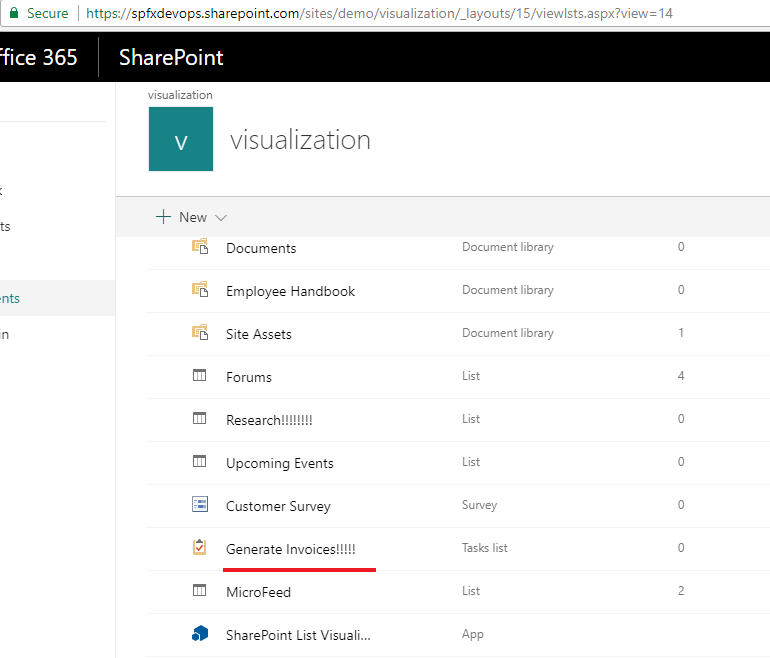 Secure https://spfxdevops.sharepoint.com/sites/demo/visualization/_layouts/15/viewlsts.aspx?view=14
ffice 365 SharePoint
visualization
v visualization
New
Documents Document library 0
Employee Handbook Document library 0
Site Assets Document library 1
Forums List 4
Research!!!!!!!! List 0
Upcoming Events List 0
Customer Survey Survey 0
Generate Invoices!!!!! Tasks list 0
MicroFeed List 2
SharePoint List Visuali... App
ts
ents
in